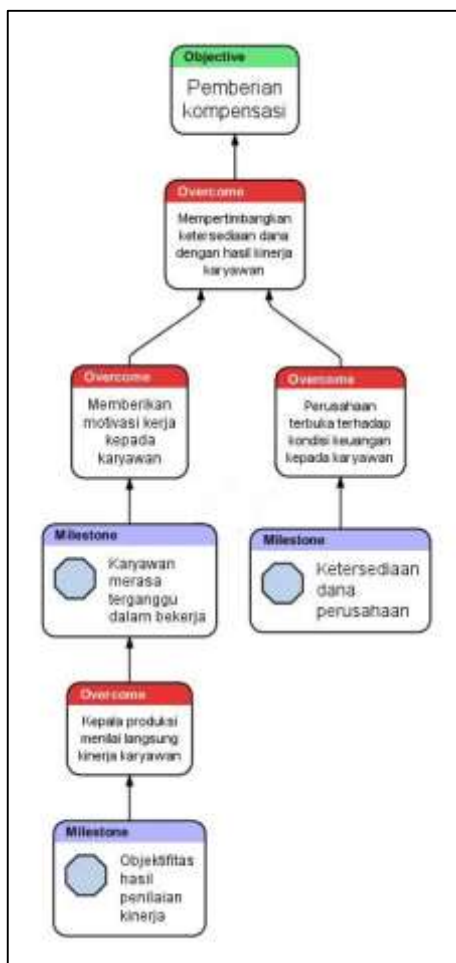 Objective
Pemberian
kompensasi
Overcome
Mempertimbangkan
ketersediaan dana
dengan hasil kinerja
karyawan
Overcome
Memberikan
motivasi kerja
kepada
karyawan
Overcome
Perusahaan
terbuka terhadap
kondisi keuangan
kepada karyawan
Milestone
Karyawan
merasa
terganggu
dalam bekerja
Milestone
Ketersediaan
dana
perusahaan
Overcome
Kepala produksi
menilai langsung
kinerja karyawan
Milestone
Objektifitas
hasil
penilaian
kinerja